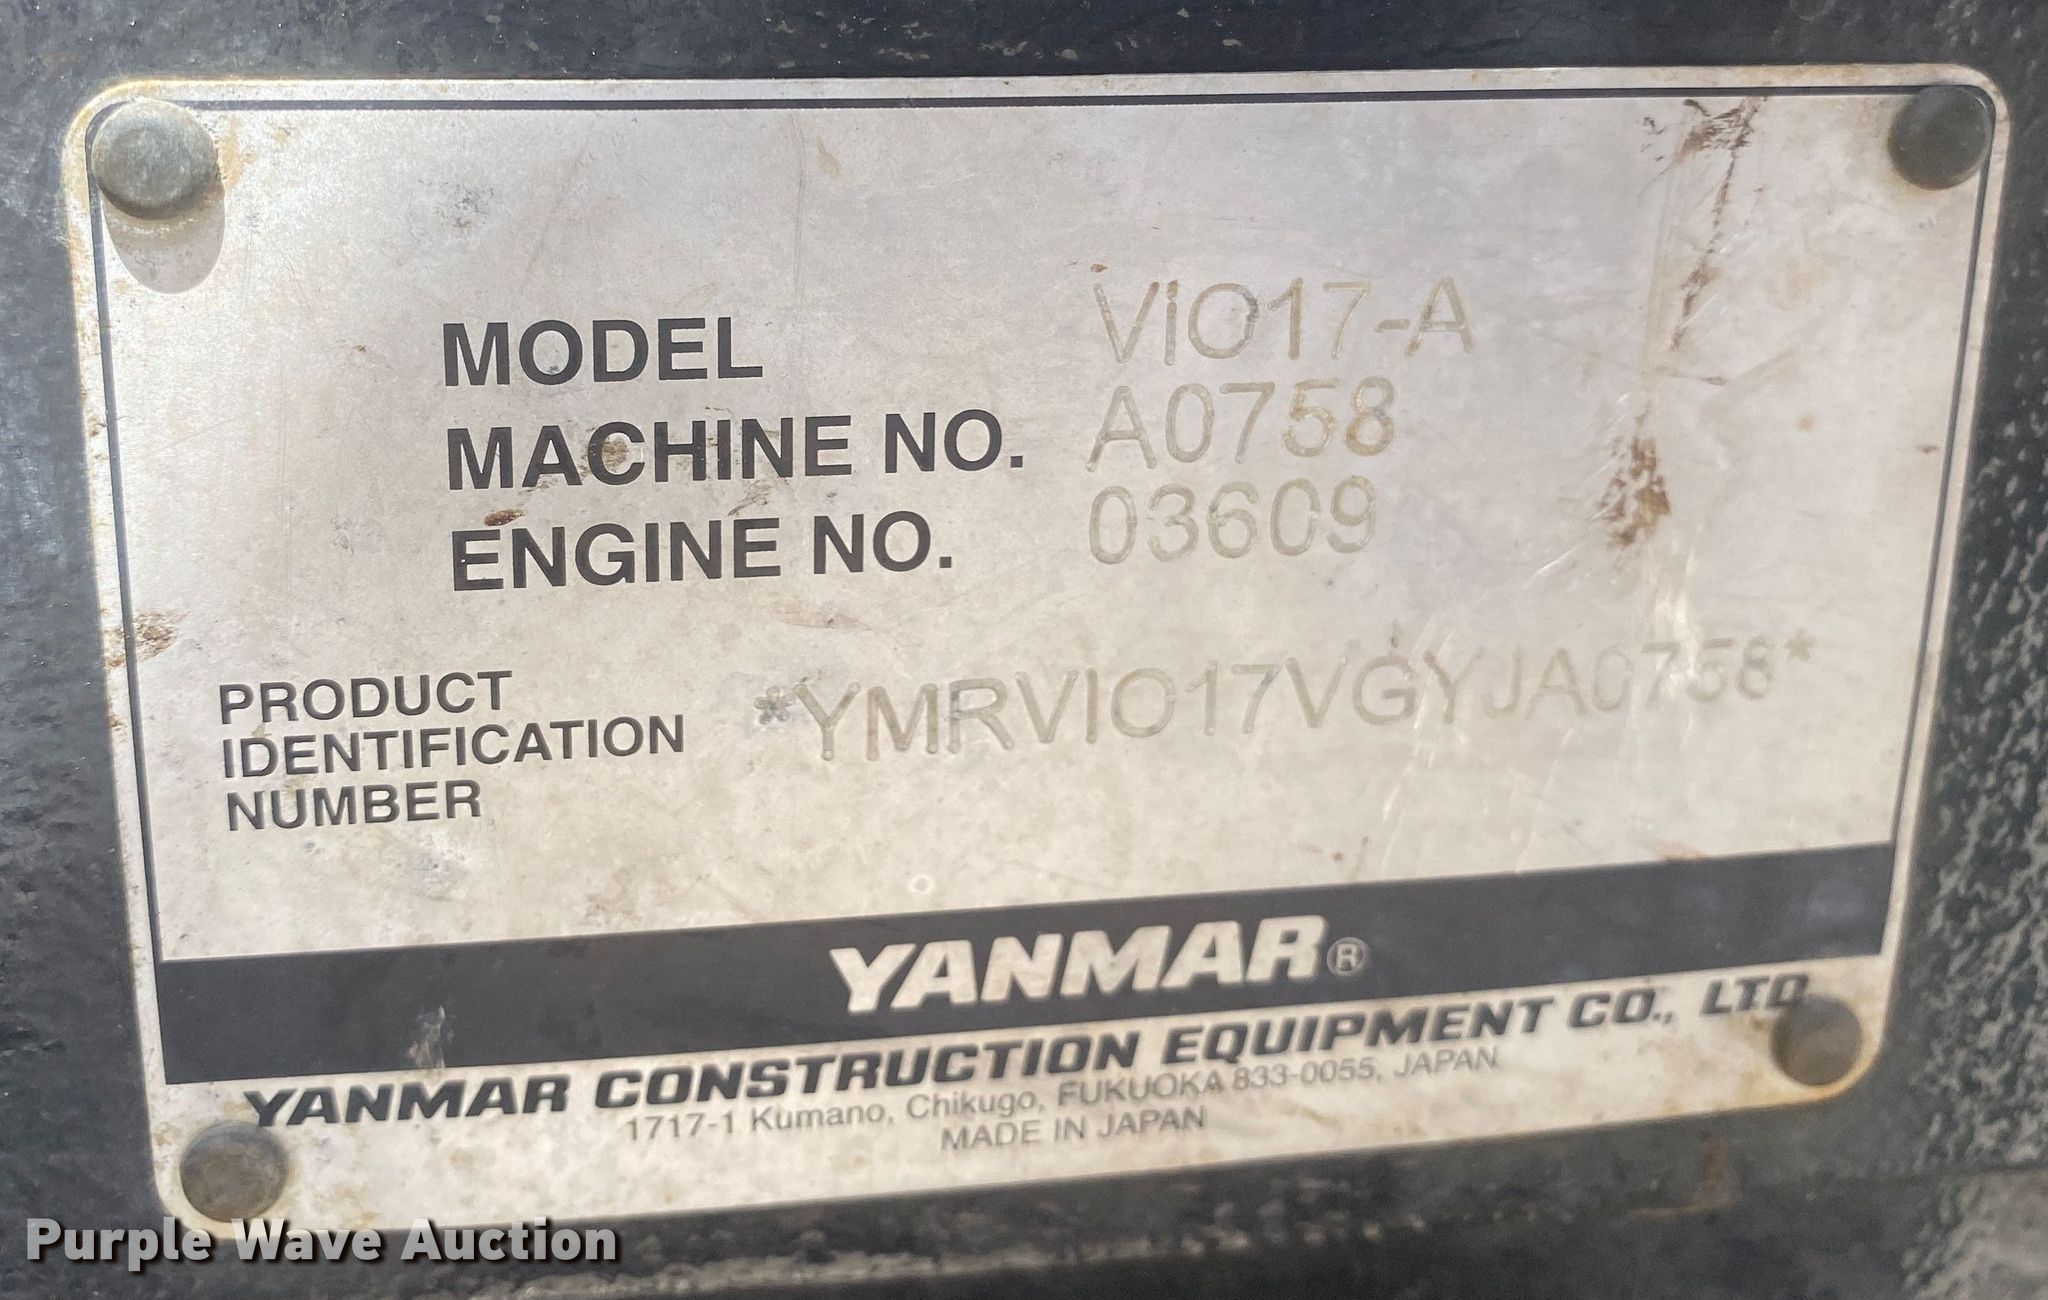 MODEL ViO17-A
MACHINE NO. A0758
ENGINE NO. 03609
PRODUCT
IDENTIFICATION
NUMBER
*YMRVIO17VGYJA0758*
YANMAR®
YANMAR CONSTRUCTION EQUIPMENT CO., LTD
1717-1 Kumano, Chikugo, FUKUOKA 833-0055, JAPAN
MADE IN JAPAN
Purple Wave Auction